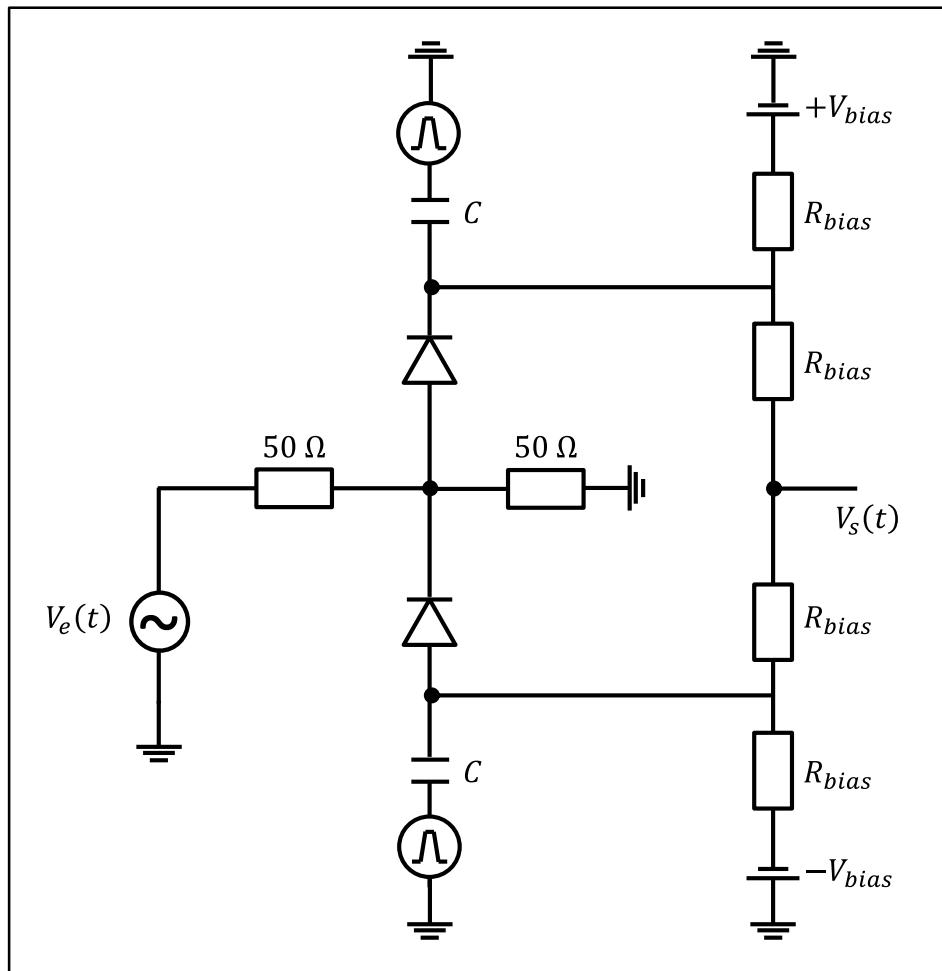 +V_bias
C
R_bias
R_bias
50 Ω
50 Ω
V_s(t)
V_e(t)
R_bias
C
R_bias
−V_bias